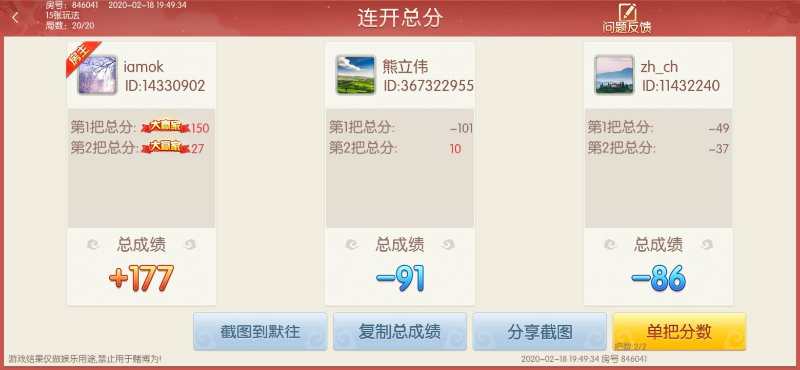 房号：846041 2020-02-18 19:49:34
15张玩法
局数：20/20
连开总分
问题反馈
房主
iamok
ID:14330902
第1把总分: 大赢家 150
第2把总分: 大赢家 27
总成绩
+177
熊立伟
ID:367322955
第1把总分: -101
第2把总分: 10
总成绩
-91
zh_ch
ID:11432240
第1把总分: -49
第2把总分: -37
总成绩
-86
截图到默往
复制总成绩
分享截图
单把分数
把数:2/2
游戏结果仅做娱乐用途,禁止用于赌博为!
2020-02-18 19:49:34 房号 846041